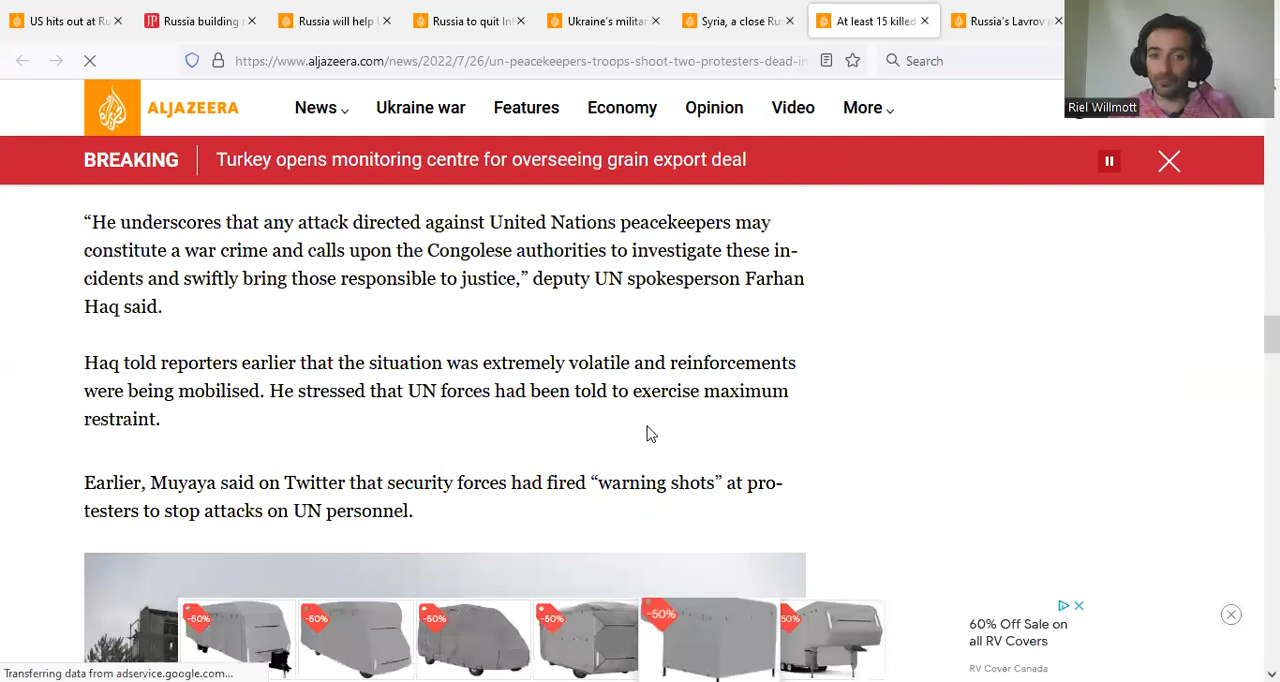 US hits out at Ru
Russia building
Russia will help
Russia to quit Int
Ukraine's militar
Syria, a close Ru
At least 15 killed
Russia's Lavrov
https://www.aljazeera.com/news/2022/7/26/un-peacekeepers-troops-shoot-two-protesters-dead-in
Search
Riel Willmott
ALJAZEERA
News
Ukraine war
Features
Economy
Opinion
Video
More
BREAKING
Turkey opens monitoring centre for overseeing grain export deal
“He underscores that any attack directed against United Nations peacekeepers may
constitute a war crime and calls upon the Congolese authorities to investigate these in-
cidents and swiftly bring those responsible to justice,” deputy UN spokesperson Farhan
Haq said.
Haq told reporters earlier that the situation was extremely volatile and reinforcements
were being mobilised. He stressed that UN forces had been told to exercise maximum
restraint.
Earlier, Muyaya said on Twitter that security forces had fired “warning shots” at pro-
testers to stop attacks on UN personnel.
-50%
-50%
-50%
-50%
-50%
50%
60% Off Sale on
all RV Covers
RV Cover Canada
Transferring data from adservice.google.com...